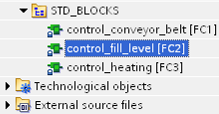 STD_BLOCKS
control_conveyor_belt [FC1]
control_fill_level [FC2]
control_heating [FC3]
Technological objects
External source files